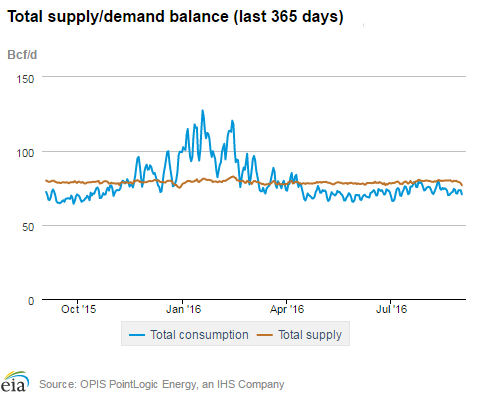 Total supply/demand balance (last 365 days)
Bcf/d
150
100
50
0
Oct '15 Jan '16 Apr '16 Jul '16
Total consumption Total supply
eia Source: OPIS PointLogic Energy, an IHS Company